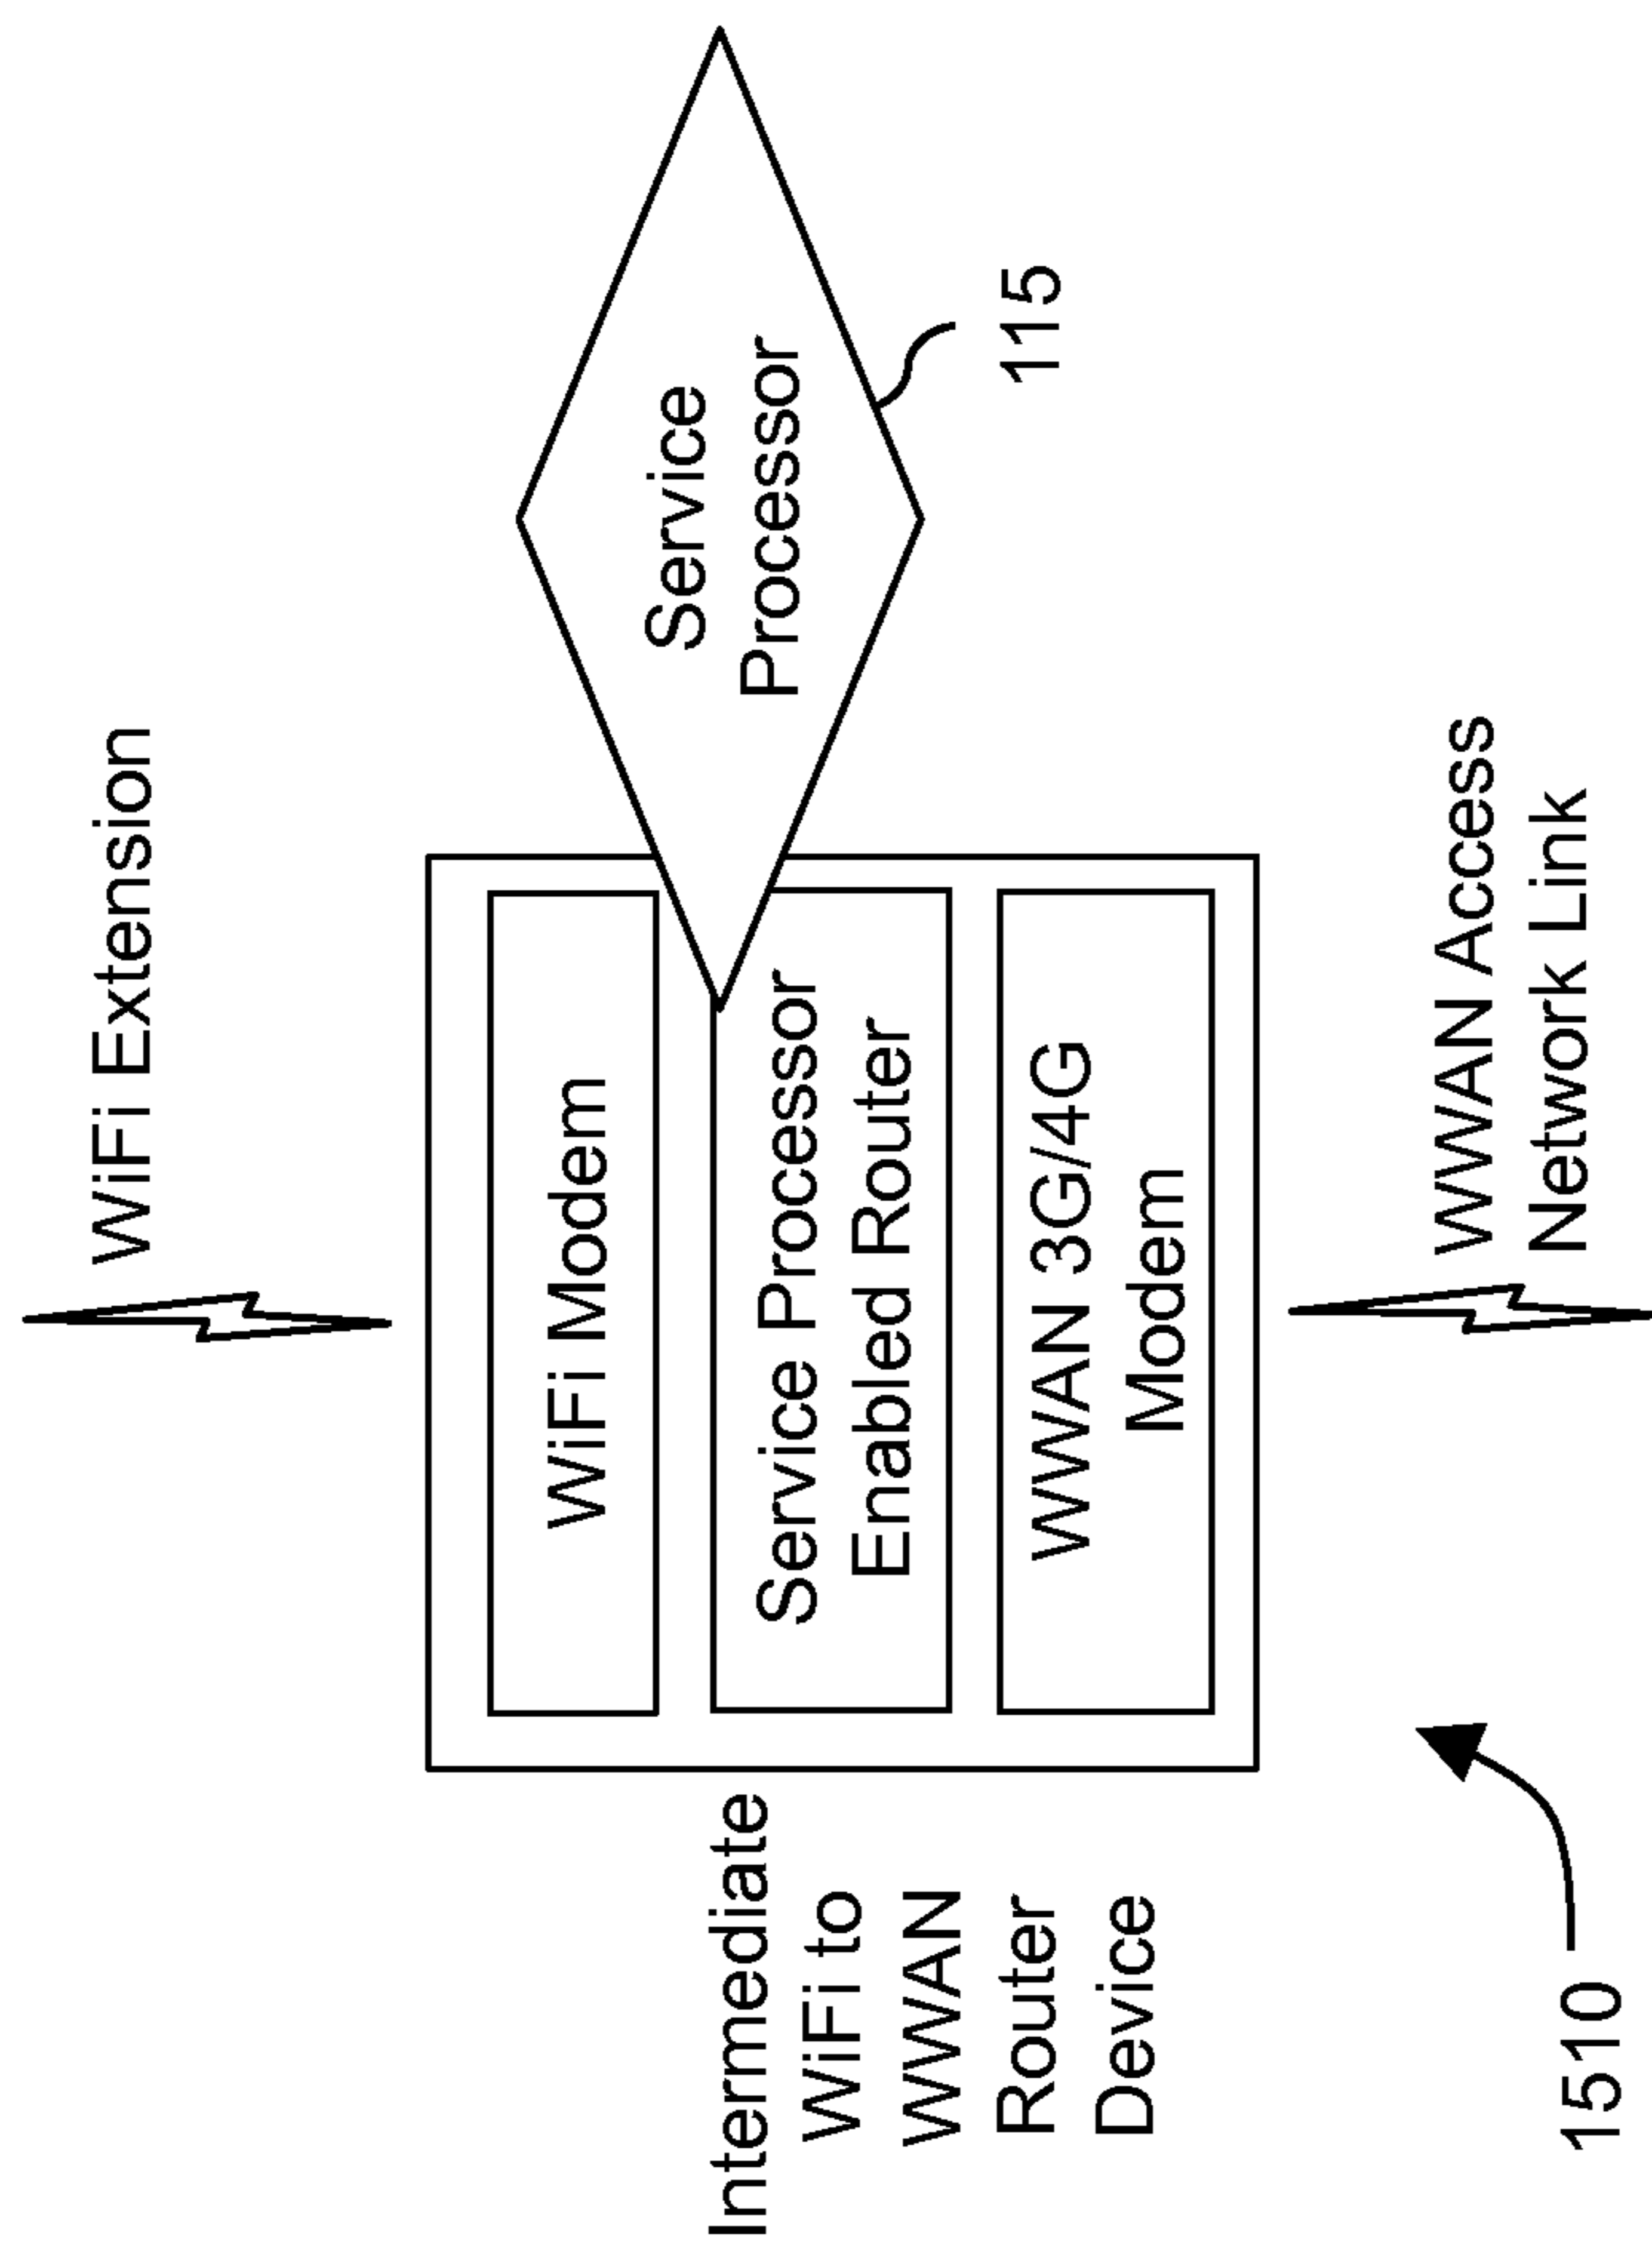 WiFi Extension
WiFi Modem
Service Processor
Enabled Router
WWAN 3G/4G
Modem
Service
Processor
115
Intermediate
WiFi to
WWAN
Router
Device
WWAN Access
Network Link
1510